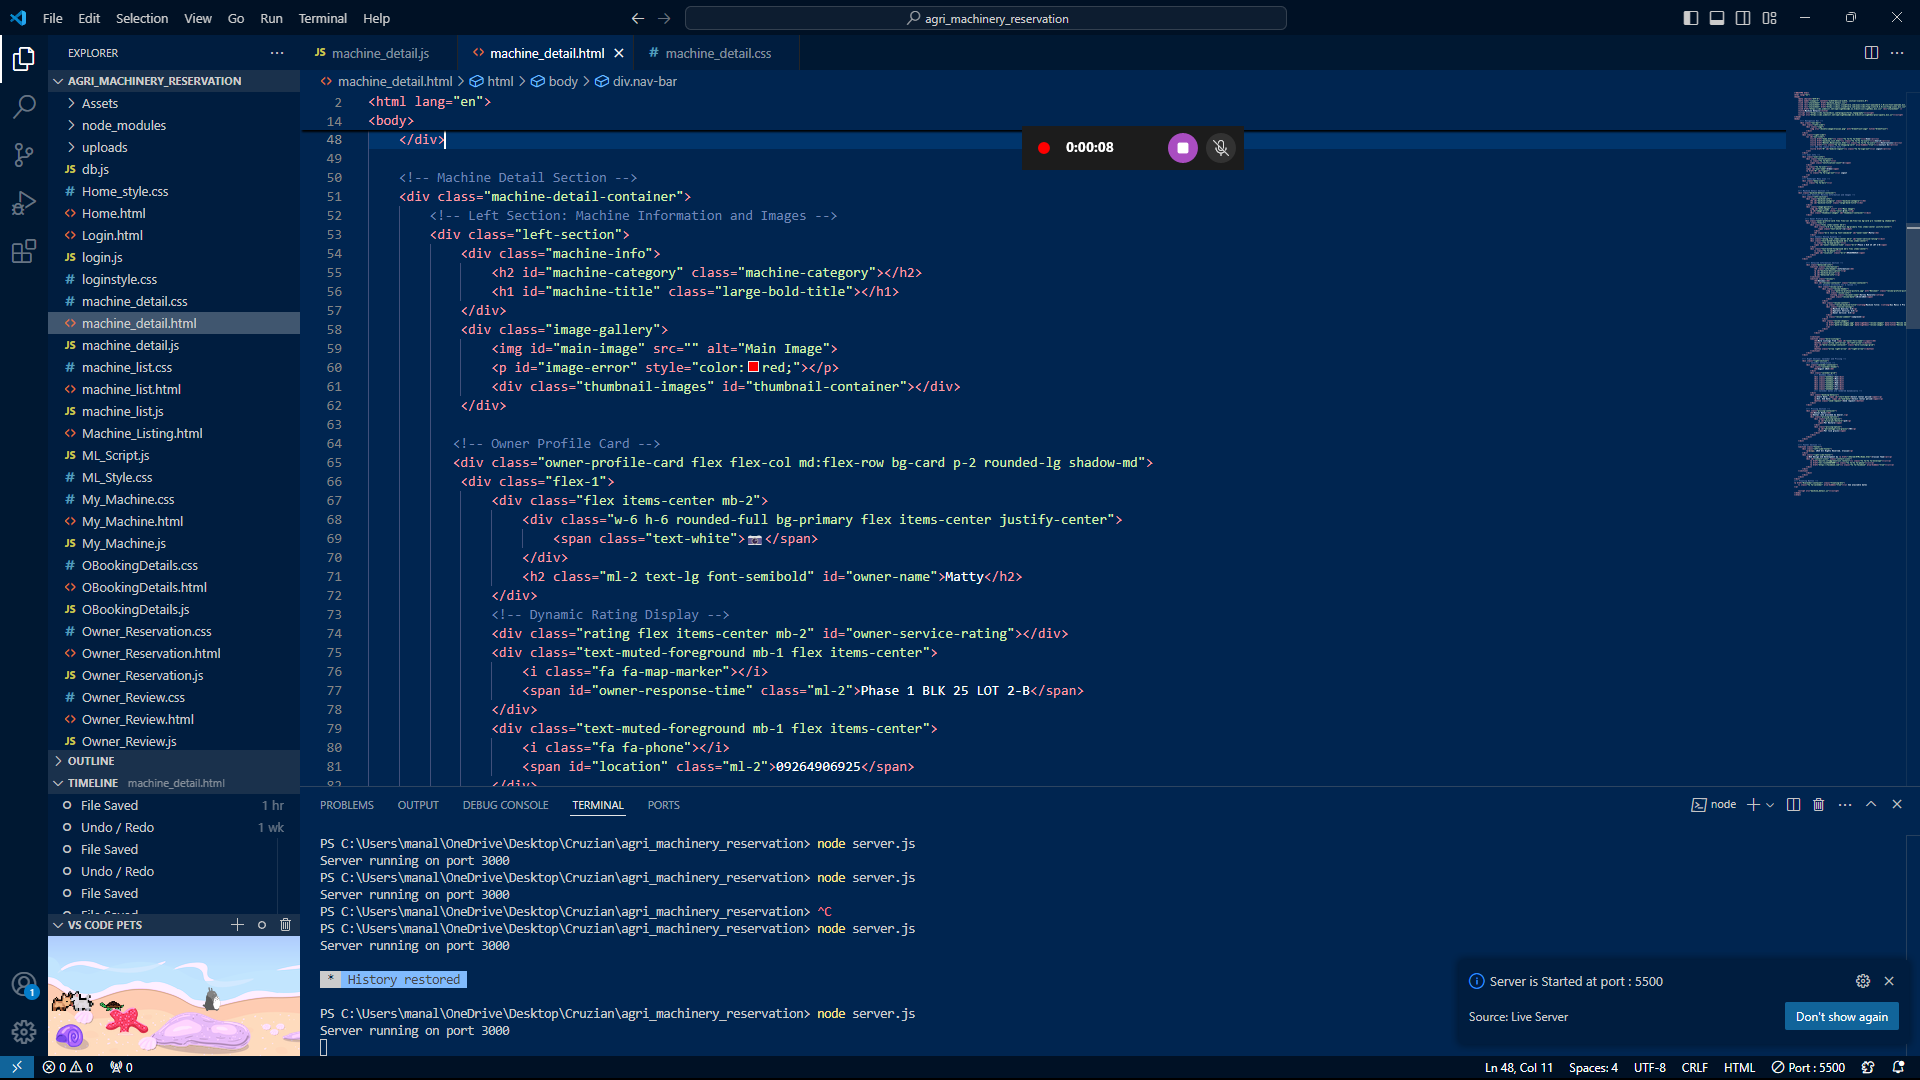 File Edit Selection View Go Run Terminal Help
agri_machinery_reservation
EXPLORER
AGRI_MACHINERY_RESERVATION
Assets
node_modules
uploads
JS db.js
# Home_style.css
<> Home.html
<> Login.html
JS login.js
# loginstyle.css
# machine_detail.css
<> machine_detail.html
JS machine_detail.js
# machine_list.css
<> machine_list.html
JS machine_list.js
<> Machine_Listing.html
JS ML_Script.js
# ML_Style.css
# My_Machine.css
<> My_Machine.html
JS My_Machine.js
# OBookingDetails.css
<> OBookingDetails.html
JS OBookingDetails.js
# Owner_Reservation.css
<> Owner_Reservation.html
JS Owner_Reservation.js
# Owner_Review.css
<> Owner_Review.html
JS Owner_Review.js
OUTLINE
TIMELINE machine_detail.html
File Saved 1 hr
Undo / Redo 1 wk
File Saved
Undo / Redo
File Saved
File Saved
VS CODE PETS
JS machine_detail.js
<> machine_detail.html
# machine_detail.css
<> machine_detail.html > html > body > div.nav-bar
2 <html lang="en">
14 <body>
48 </div>
0:00:08
49
50 <!-- Machine Detail Section -->
51 <div class="machine-detail-container">
52 <!-- Left Section: Machine Information and Images -->
53 <div class="left-section">
54 <div class="machine-info">
55 <h2 id="machine-category" class="machine-category"></h2>
56 <h1 id="machine-title" class="large-bold-title"></h1>
57 </div>
58 <div class="image-gallery">
59 <img id="main-image" src="" alt="Main Image">
60 <p id="image-error" style="color: red;"></p>
61 <div class="thumbnail-images" id="thumbnail-container"></div>
62 </div>
63
64 <!-- Owner Profile Card -->
65 <div class="owner-profile-card flex flex-col md:flex-row bg-card p-2 rounded-lg shadow-md">
66 <div class="flex-1">
67 <div class="flex items-center mb-2">
68 <div class="w-6 h-6 rounded-full bg-primary flex items-center justify-center">
69 <span class="text-white">📷</span>
70 </div>
71 <h2 class="ml-2 text-lg font-semibold" id="owner-name">Matty</h2>
72 </div>
73 <!-- Dynamic Rating Display -->
74 <div class="rating flex items-center mb-2" id="owner-service-rating"></div>
75 <div class="text-muted-foreground mb-1 flex items-center">
76 <i class="fa fa-map-marker"></i>
77 <span id="owner-response-time" class="ml-2">Phase 1 BLK 25 LOT 2-B</span>
78 </div>
79 <div class="text-muted-foreground mb-1 flex items-center">
80 <i class="fa fa-phone"></i>
81 <span id="location" class="ml-2">09264906925</span>
82 </div>
PROBLEMS OUTPUT DEBUG CONSOLE TERMINAL PORTS
node
PS C:\Users\manal\OneDrive\Desktop\Cruzian\agri_machinery_reservation> node server.js
Server running on port 3000
PS C:\Users\manal\OneDrive\Desktop\Cruzian\agri_machinery_reservation> node server.js
Server running on port 3000
PS C:\Users\manal\OneDrive\Desktop\Cruzian\agri_machinery_reservation> ^C
PS C:\Users\manal\OneDrive\Desktop\Cruzian\agri_machinery_reservation> node server.js
Server running on port 3000
* History restored
PS C:\Users\manal\OneDrive\Desktop\Cruzian\agri_machinery_reservation> node server.js
Server running on port 3000
Server is Started at port : 5500
Source: Live Server
Don't show again
1
0 0 0
Ln 48, Col 11 Spaces: 4 UTF-8 CRLF HTML Port : 5500